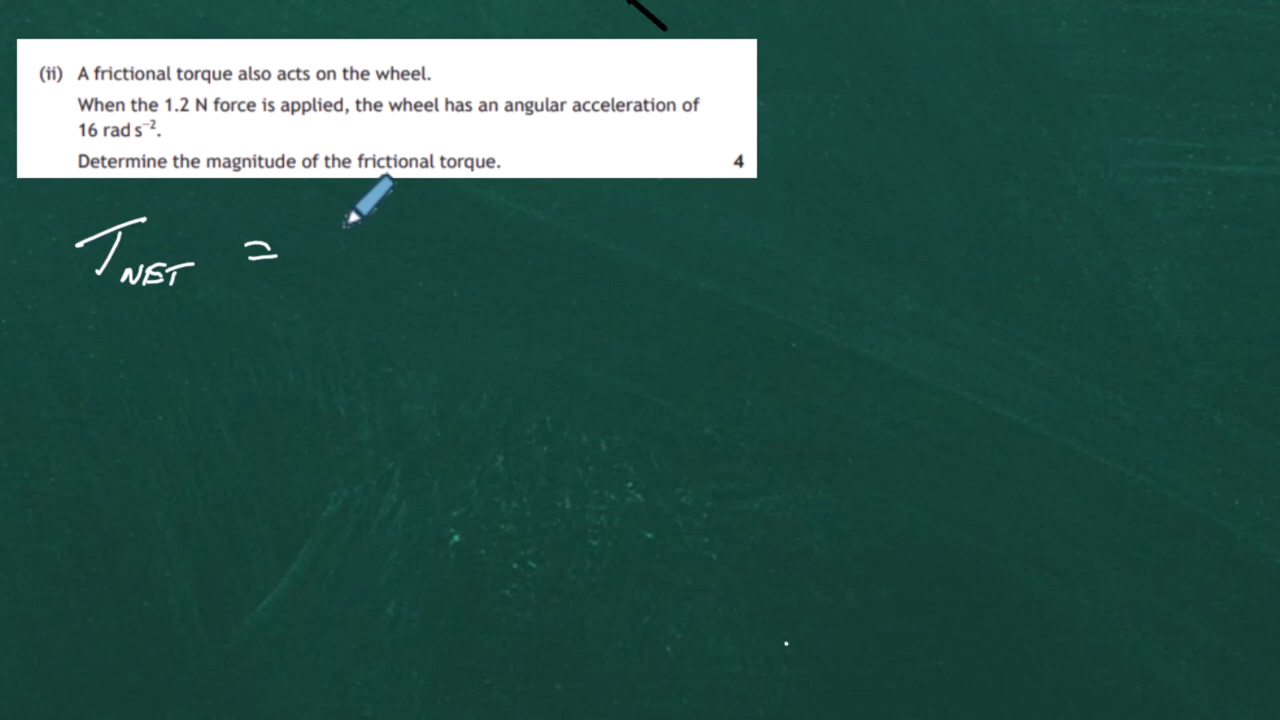 (ii) A frictional torque also acts on the wheel.
When the 1.2 N force is applied, the wheel has an angular acceleration of
16 rad s⁻².
Determine the magnitude of the frictional torque. 4
T_NET =